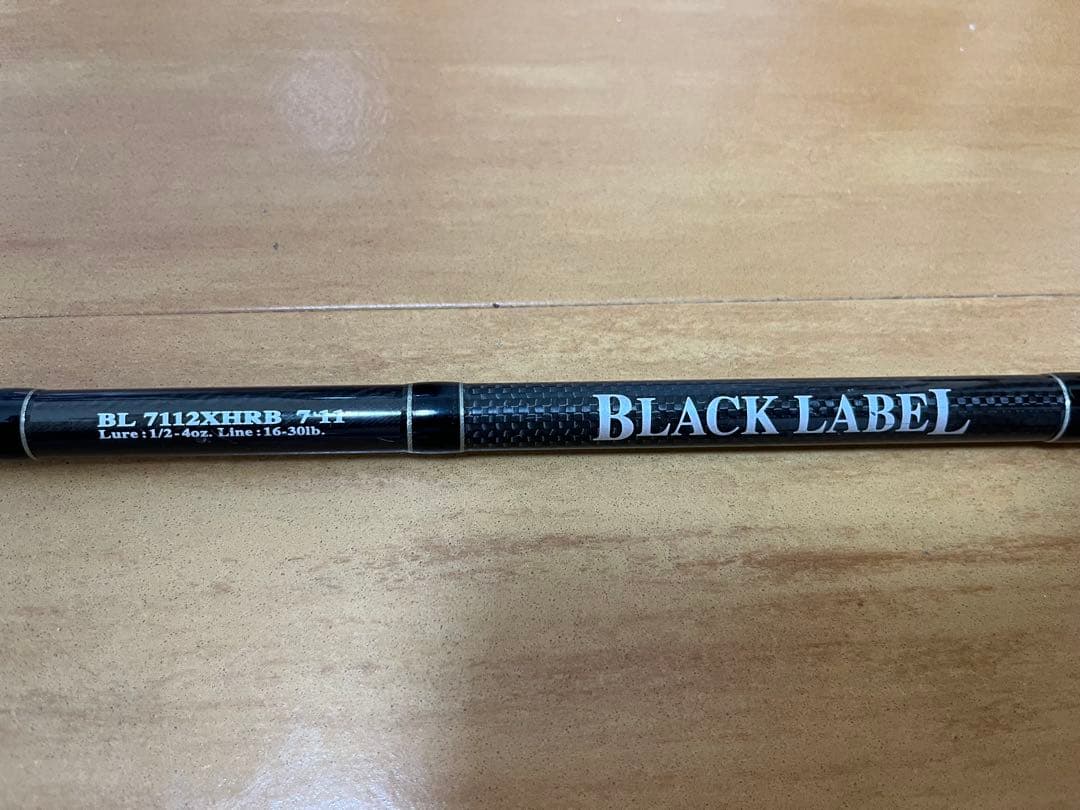 BL 7112XHRB 7'11
Lure:1/2-4oz. Line:16-30lb.
BLACK LABEL